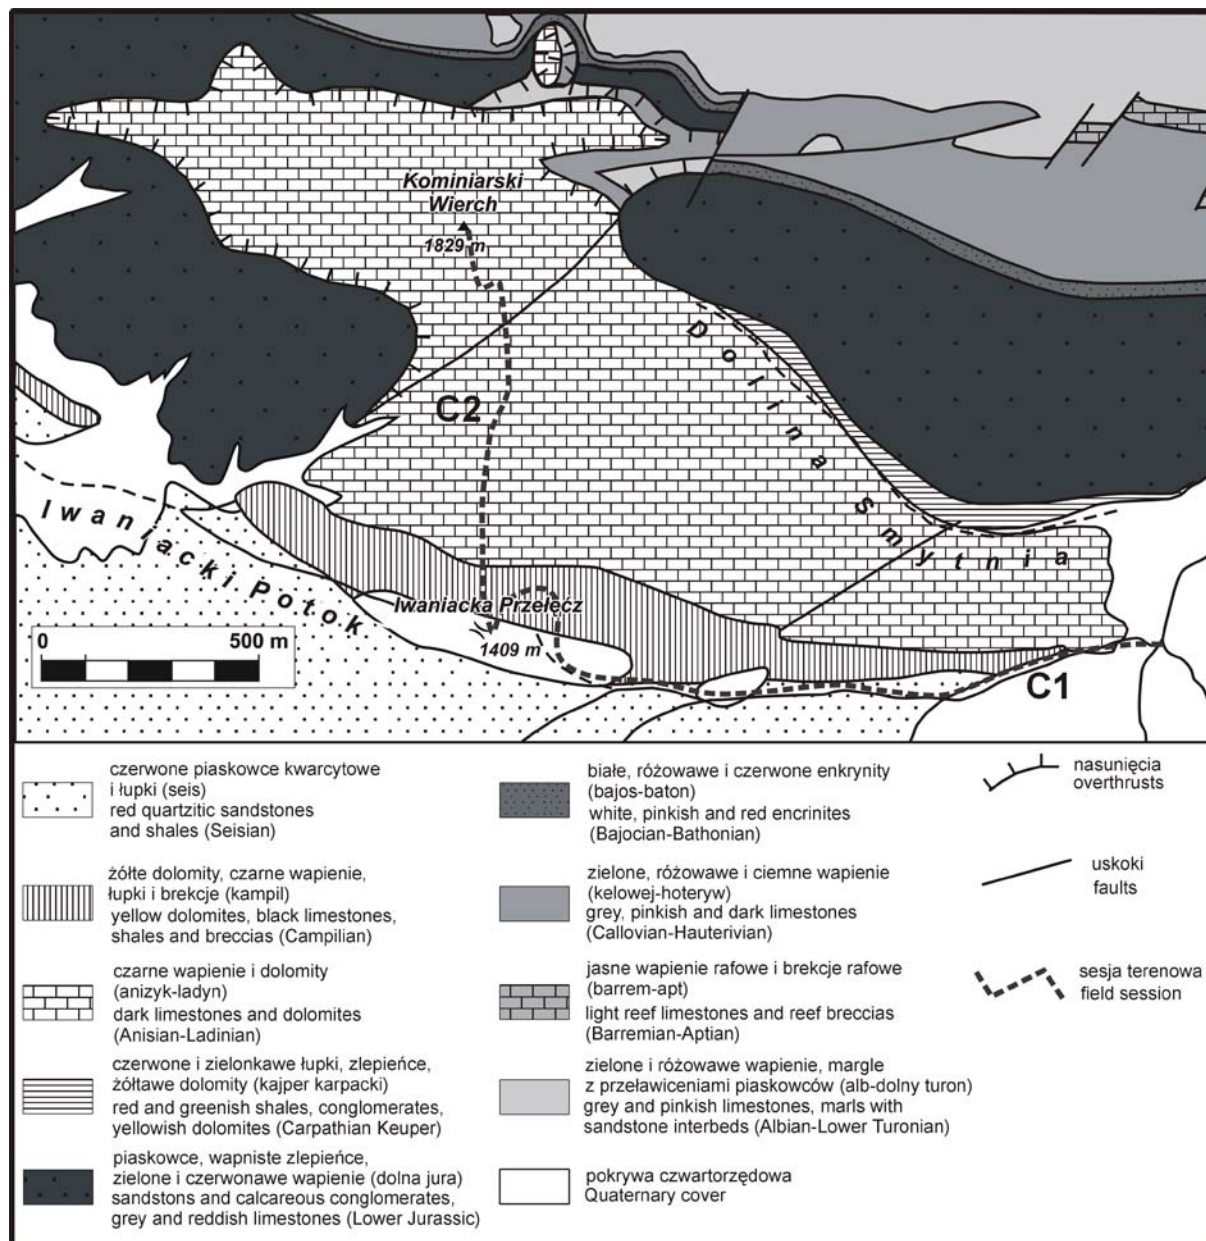 Kominiarski
Wierch
1829 m
C2
Dolina Smytnia
Iwaniacki Potok
Iwaniacka Przełęcz
1409 m
0 500 m
C1
czerwone piaskowce kwarcytowe
i łupki (seis)
red quartzitic sandstones
and shales (Seisian)
żółte dolomity, czarne wapienie,
łupki i brekcje (kampil)
yellow dolomites, black limestones,
shales and breccias (Campilian)
czarne wapienie i dolomity
(anizyk-ladyn)
dark limestones and dolomites
(Anisian-Ladinian)
czerwone i zielonkawe łupki, zlepieńce,
żółtawe dolomity (kajper karpacki)
red and greenish shales, conglomerates,
yellowish dolomites (Carpathian Keuper)
piaskowce, wapniste zlepieńce,
zielone i czerwonawe wapienie (dolna jura)
sandstons and calcareous conglomerates,
grey and reddish limestones (Lower Jurassic)
białe, różowawe i czerwone enkrynity
(bajos-baton)
white, pinkish and red encrinites
(Bajocian-Bathonian)
zielone, różowawe i ciemne wapienie
(kelowej-hoteryw)
grey, pinkish and dark limestones
(Callovian-Hauterivian)
jasne wapienie rafowe i brekcje rafowe
(barrem-apt)
light reef limestones and reef breccias
(Barremian-Aptian)
zielone i różowawe wapienie, margle
z przeławiceniami piaskowców (alb-dolny turon)
grey and pinkish limestones, marls with
sandstone interbeds (Albian-Lower Turonian)
pokrywa czwartorzędowa
Quaternary cover
nasunięcia
overthrusts
uskoki
faults
sesja terenowa
field session